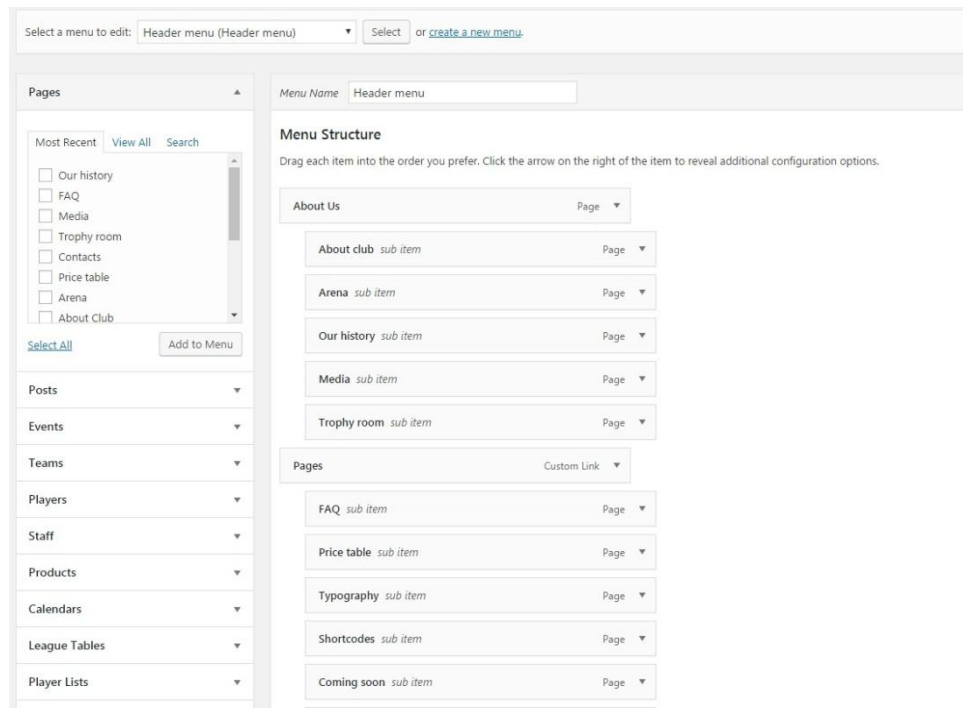 Select a menu to edit: Header menu (Header menu) Select or create a new menu.
Pages
Most Recent View All Search
Our history
FAQ
Media
Trophy room
Contacts
Price table
Arena
About Club
Select All Add to Menu
Posts
Events
Teams
Players
Staff
Products
Calendars
League Tables
Player Lists
Menu Name Header menu
Menu Structure
Drag each item into the order you prefer. Click the arrow on the right of the item to reveal additional configuration options.
About Us Page
About club sub item Page
Arena sub item Page
Our history sub item Page
Media sub item Page
Trophy room sub item Page
Pages Custom Link
FAQ sub item Page
Price table sub item Page
Typography sub item Page
Shortcodes sub item Page
Coming soon sub item Page